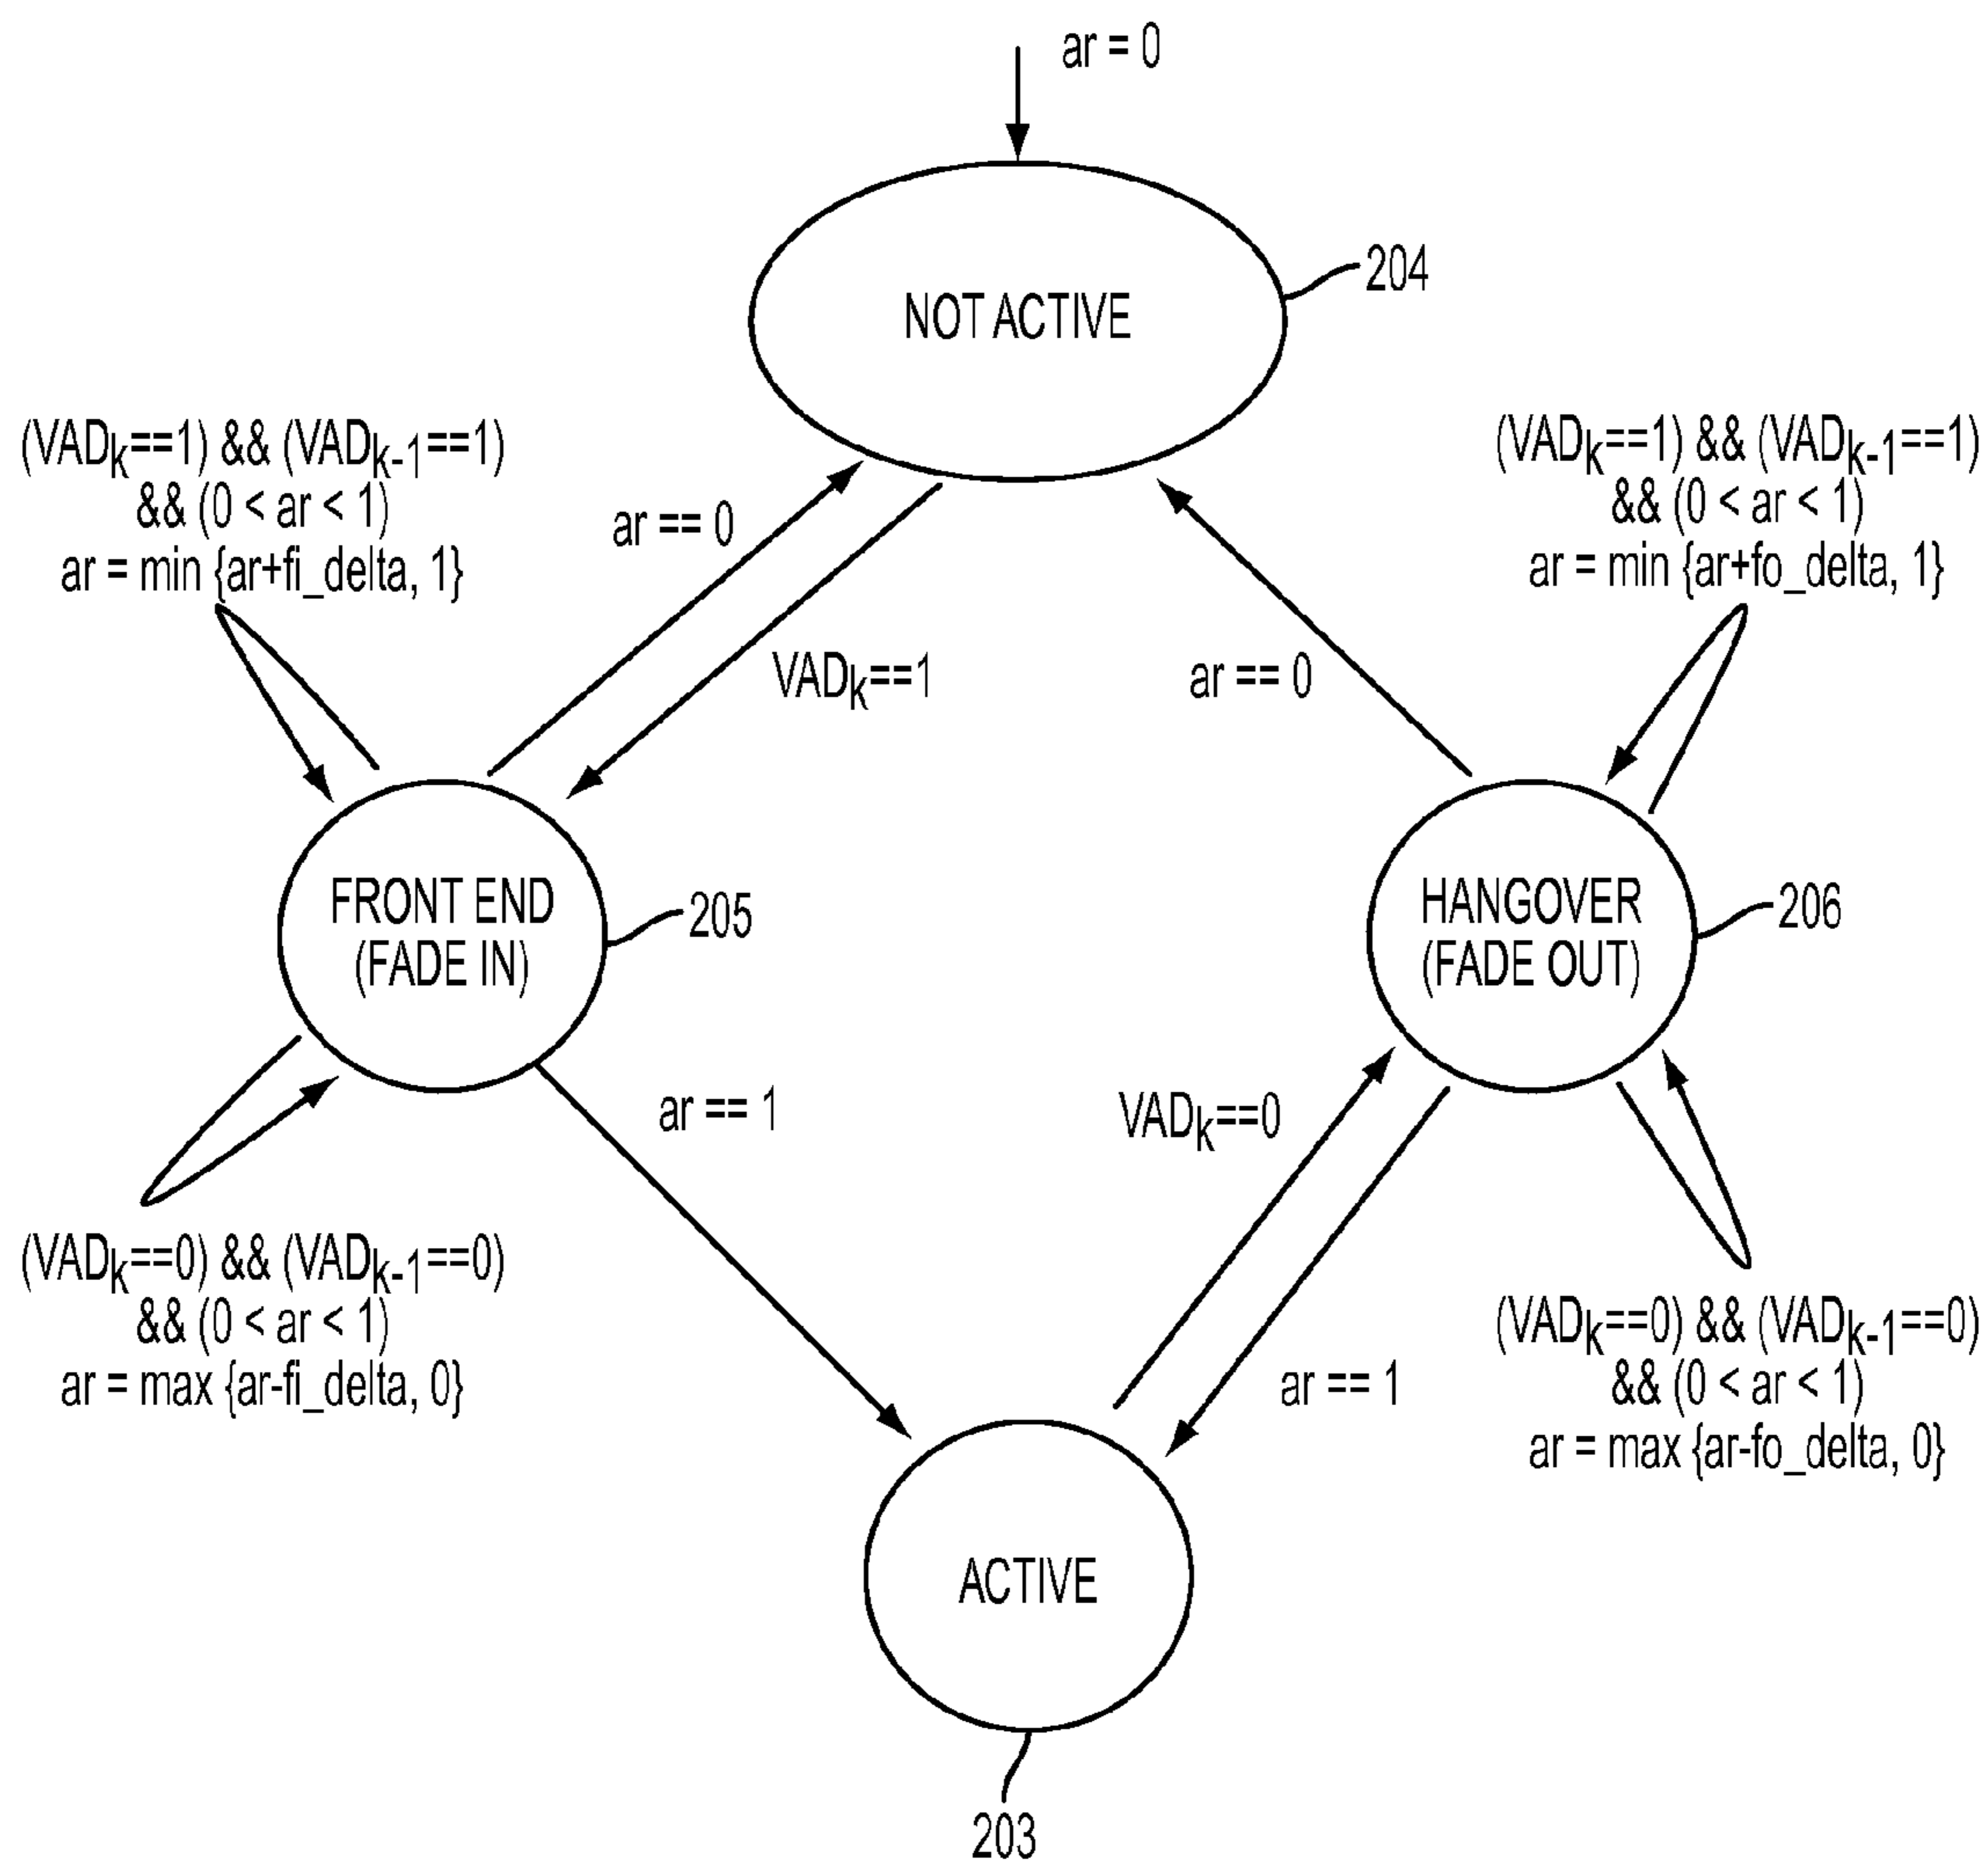 ar = 0
NOT ACTIVE
204
(VADk==1) && (VADk-1==1)
&& (0 < ar < 1)
ar = min {ar+fi_delta, 1}
(VADk==1) && (VADk-1==1)
&& (0 < ar < 1)
ar = min {ar+fo_delta, 1}
ar == 0
VADk==1
ar == 0
FRONT END
(FADE IN)
205
HANGOVER
(FADE OUT)
206
ar == 1
VADk==0
(VADk==0) && (VADk-1==0)
&& (0 < ar < 1)
ar = max {ar-fi_delta, 0}
ar == 1
(VADk==0) && (VADk-1==0)
&& (0 < ar < 1)
ar = max {ar-fo_delta, 0}
ACTIVE
203